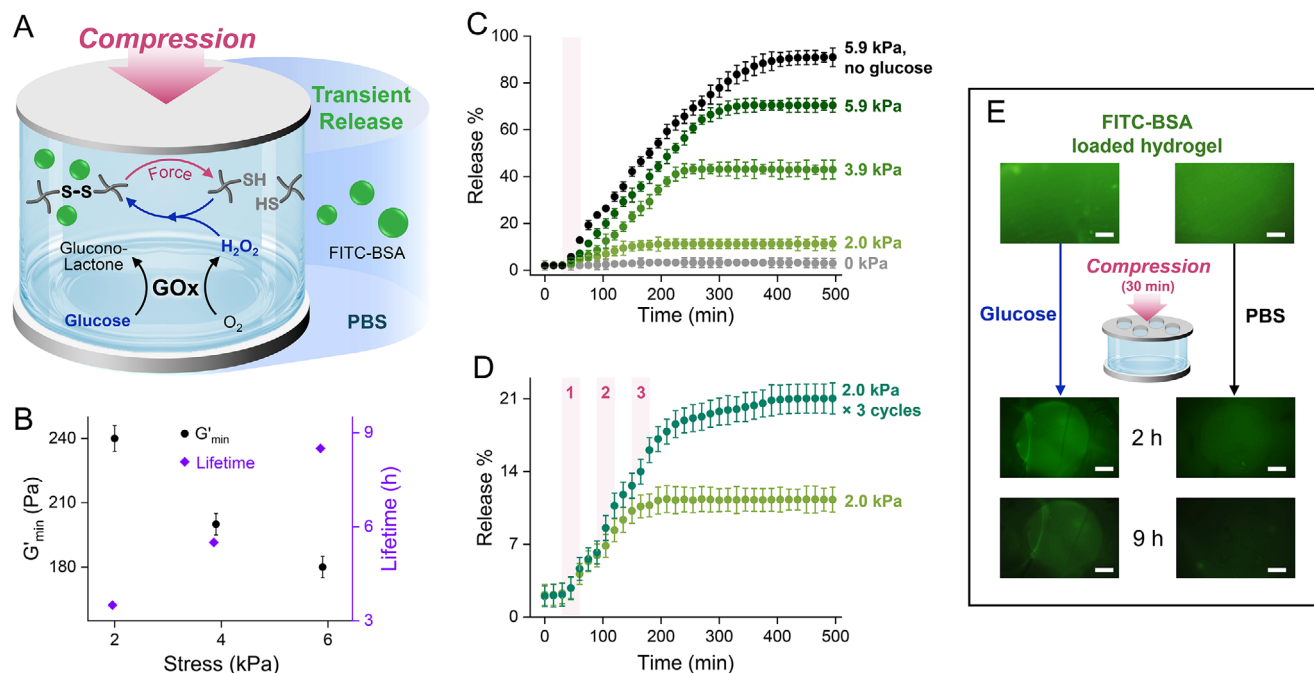 A
Compression
Transient
Release
S-S
Force
SH
HS
Glucono-
Lactone
H2O2
FITC-BSA
GOx
Glucose
O2
PBS
B
240
210
180
G'min (Pa)
G'min
Lifetime
9
6
3
Lifetime (h)
2
4
6
Stress (kPa)
C
100
80
60
40
20
0
Release %
5.9 kPa,
no glucose
5.9 kPa
3.9 kPa
2.0 kPa
0 kPa
0
100
200
300
400
500
Time (min)
D
21
14
7
0
Release %
1
2
3
2.0 kPa
× 3 cycles
2.0 kPa
0
100
200
300
400
500
Time (min)
E
FITC-BSA
loaded hydrogel
Compression
(30 min)
Glucose
PBS
2 h
9 h